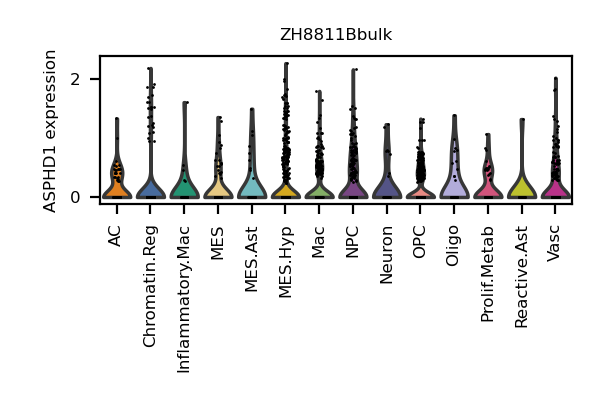 ZH8811Bbulk
ASPHD1 expression
2
0
AC
Chromatin.Reg
Inflammatory.Mac
MES
MES.Ast
MES.Hyp
Mac
NPC
Neuron
OPC
Oligo
Prolif.Metab
Reactive.Ast
Vasc